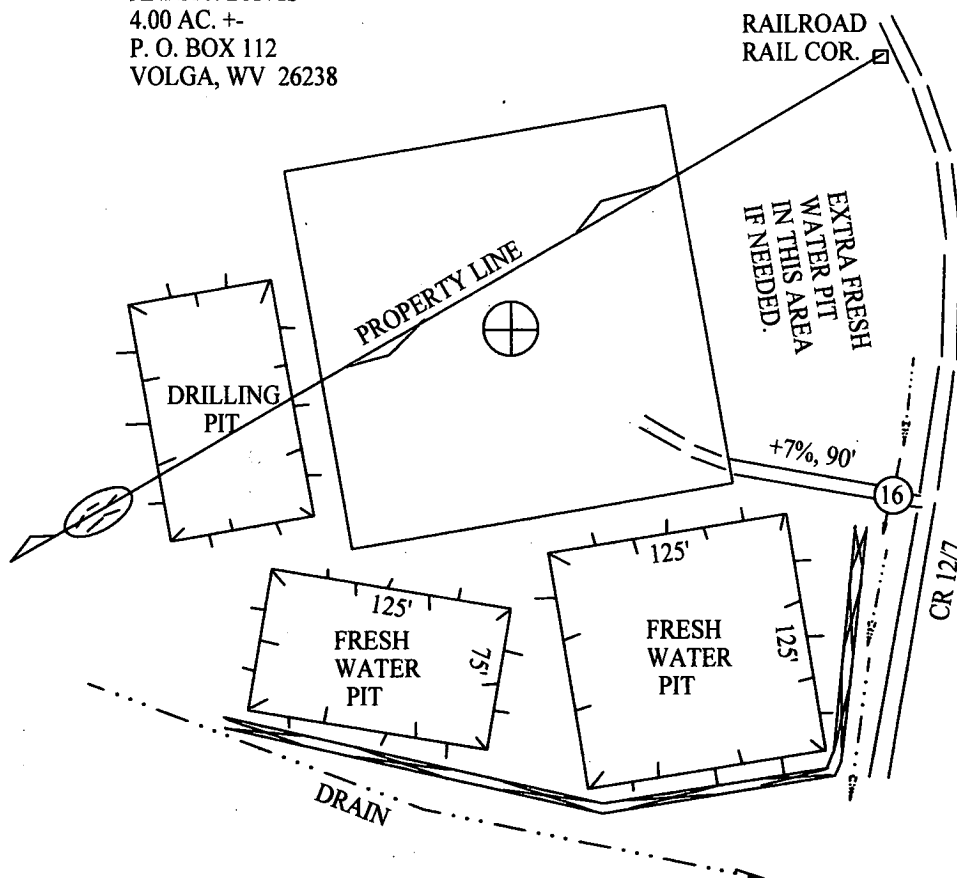 4.00 AC. +-
P. O. BOX 112
VOLGA, WV 26238
RAILROAD
RAIL COR.
EXTRA FRESH
WATER PIT
IN THIS AREA
IF NEEDED.
PROPERTY LINE
DRILLING
PIT
+7%, 90'
16
CR 12/7
125'
FRESH
WATER
PIT
75'
125'
FRESH
WATER
PIT
125'
DRAIN